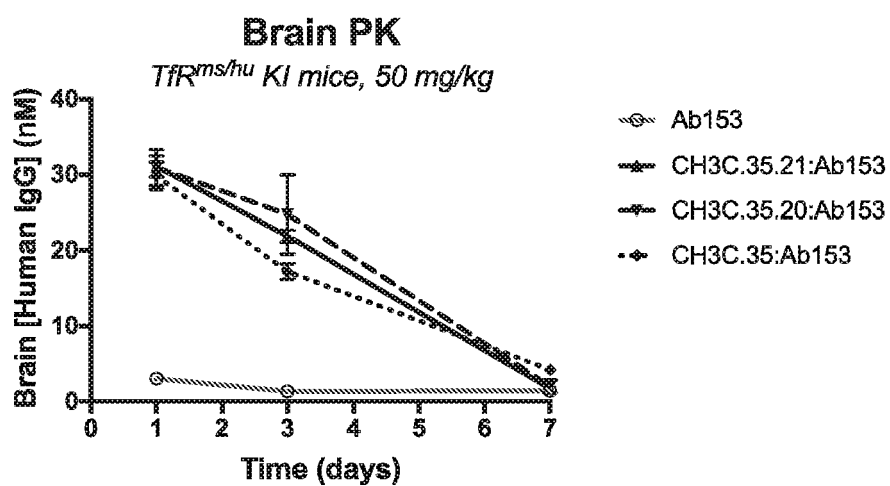 Brain PK
TfRms/hu KI mice, 50 mg/kg
Brain [Human IgG] (nM)
40
30
20
10
0
0 1 2 3 4 5 6 7
Time (days)
Ab153
CH3C.35.21:Ab153
CH3C.35.20:Ab153
CH3C.35:Ab153